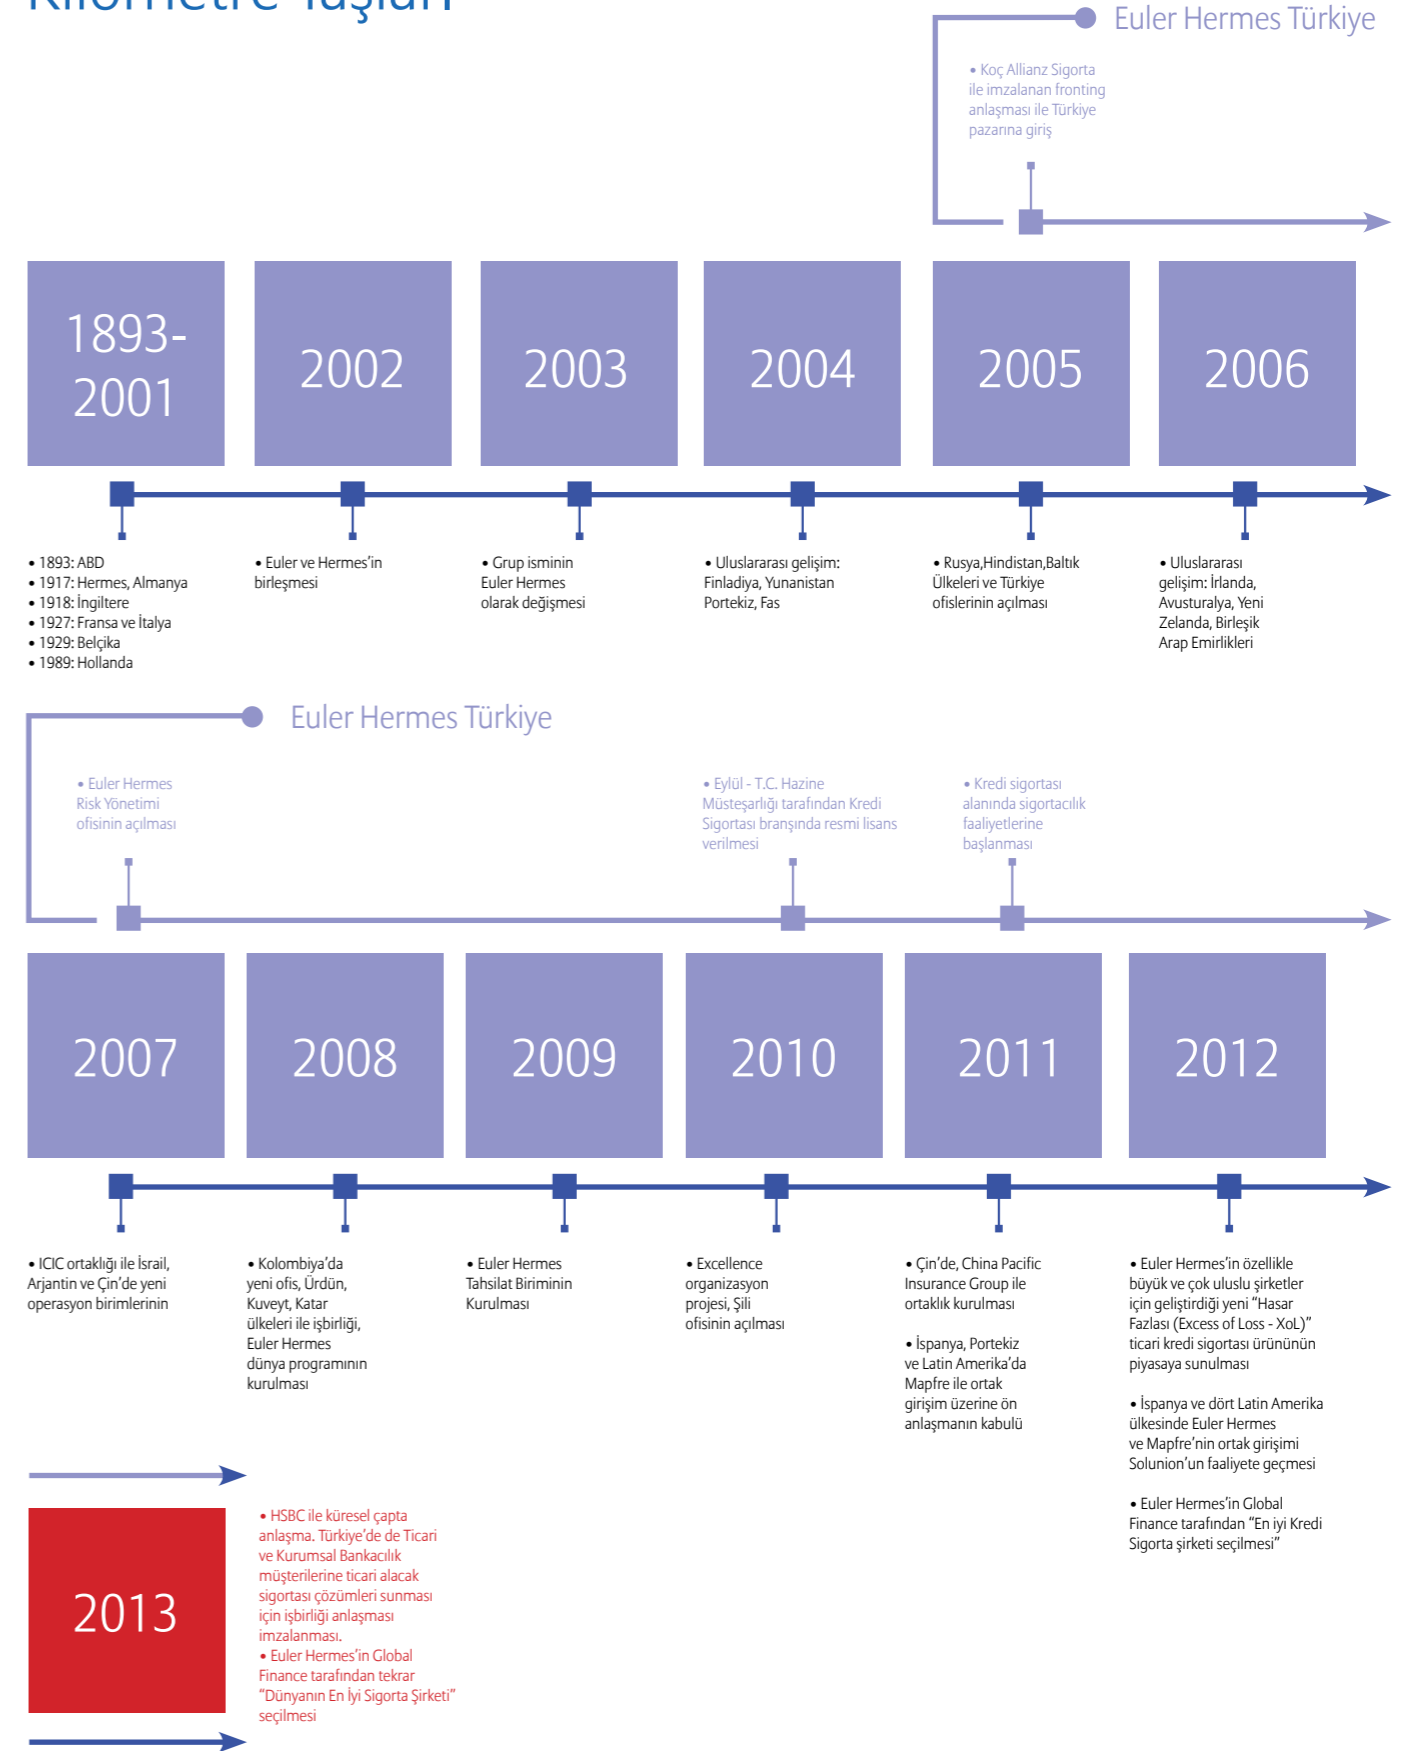 Kilometre Taşları
Euler Hermes Türkiye
• Koç Allianz Sigorta
ile imzalanan fronting
anlaşması ile Türkiye
pazarına giriş
1893-
2001
2002
2003
2004
2005
2006
• 1893: ABD
• 1917: Hermes, Almanya
• 1918: İngiltere
• 1927: Fransa ve İtalya
• 1929: Belçika
• 1989: Hollanda
• Euler ve Hermes’in
birleşmesi
• Grup isminin
Euler Hermes
olarak değişmesi
• Uluslararası gelişim:
Finladiya, Yunanistan
Portekiz, Fas
• Rusya,Hindistan,Baltık
Ülkeleri ve Türkiye
ofislerinin açılması
• Uluslararası
gelişim: İrlanda,
Avusturalya, Yeni
Zelanda, Birleşik
Arap Emirlikleri
Euler Hermes Türkiye
• Euler Hermes
Risk Yönetimi
ofisinin açılması
• Eylül - T.C. Hazine
Müsteşarlığı tarafından Kredi
Sigortası branşında resmi lisans
verilmesi
• Kredi sigortası
alanında sigortacılık
faaliyetlerine
başlanması
2007
2008
2009
2010
2011
2012
• ICIC ortaklığı ile İsrail,
Arjantin ve Çin’de yeni
operasyon birimlerinin
• Kolombiya’da
yeni ofis, Ürdün,
Kuveyt, Katar
ülkeleri ile işbirliği,
Euler Hermes
dünya programının
kurulması
• Euler Hermes
Tahsilat Biriminin
Kurulması
• Excellence
organizasyon
projesi, Şili
ofisinin açılması
• Çin’de, China Pacific
Insurance Group ile
ortaklık kurulması
• İspanya, Portekiz
ve Latin Amerika’da
Mapfre ile ortak
girişim üzerine ön
anlaşmanın kabulü
• Euler Hermes’in özellikle
büyük ve çok uluslu şirketler
için geliştirdiği yeni “Hasar
Fazlası (Excess of Loss - XoL)”
ticari kredi sigortası ürününün
piyasaya sunulması
• İspanya ve dört Latin Amerika
ülkesinde Euler Hermes
ve Mapfre’nin ortak girişimi
Solunion’un faaliyete geçmesi
• Euler Hermes’in Global
Finance tarafından “En iyi Kredi
Sigorta şirketi seçilmesi”
2013
• HSBC ile küresel çapta
anlaşma. Türkiye’de de Ticari
ve Kurumsal Bankacılık
müşterilerine ticari alacak
sigortası çözümleri sunması
için işbirliği anlaşması
imzalanması.
• Euler Hermes’in Global
Finance tarafından tekrar
“Dünyanın En İyi Sigorta Şirketi”
seçilmesi